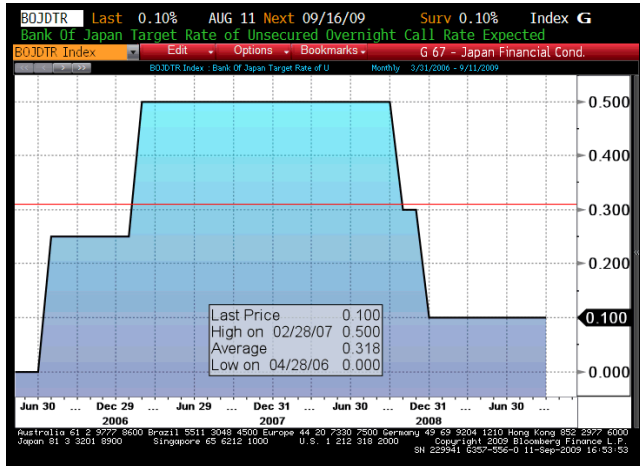 BOJDTR Last 0.10% AUG 11 Next 09/16/09 Surv 0.10% Index G
Bank Of Japan Target Rate of Unsecured Overnight Call Rate Expected
BOJDTR Index Edit Options Bookmarks G 67 - Japan Financial Cond.
<< < > >> BOJDTR Index : Bank Of Japan Target Rate of U Monthly 3/31/2006 - 9/11/2009
0.500
0.400
0.300
0.200
0.100
0.000
Last Price 0.100
High on 02/28/07 0.500
Average 0.318
Low on 04/28/06 0.000
Jun 30 ... Dec 29 ... Jun 29 ... Dec 31 ... Jun 30 ... Dec 31 ... Jun 30 ...
2006 2007 2008
Australia 61 2 9777 8600 Brazil 5511 3048 4500 Europe 44 20 7330 7500 Germany 49 69 9204 1210 Hong Kong 852 2977 6000
Japan 81 3 3201 8900 Singapore 65 6212 1000 U.S. 1 212 318 2000 Copyright 2009 Bloomberg Finance L.P.
SN 229941 G357-556-0 11-Sep-2009 16:53:53